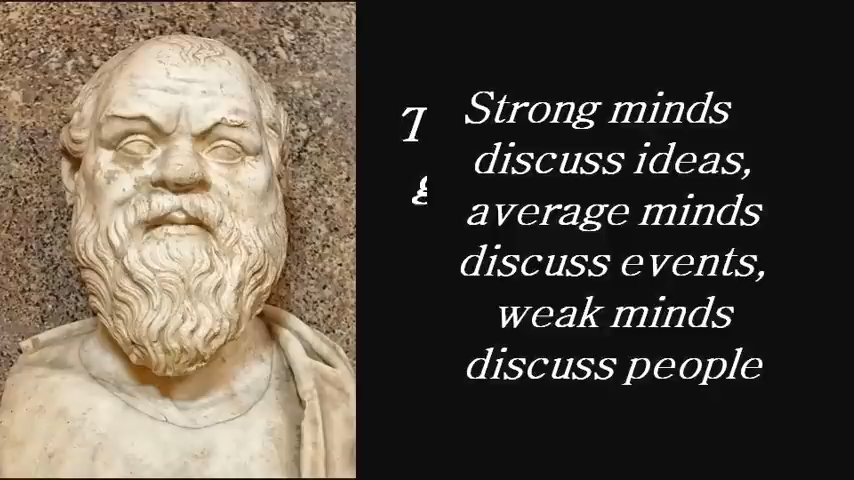 T
g
Strong minds
discuss ideas,
average minds
discuss events,
weak minds
discuss people